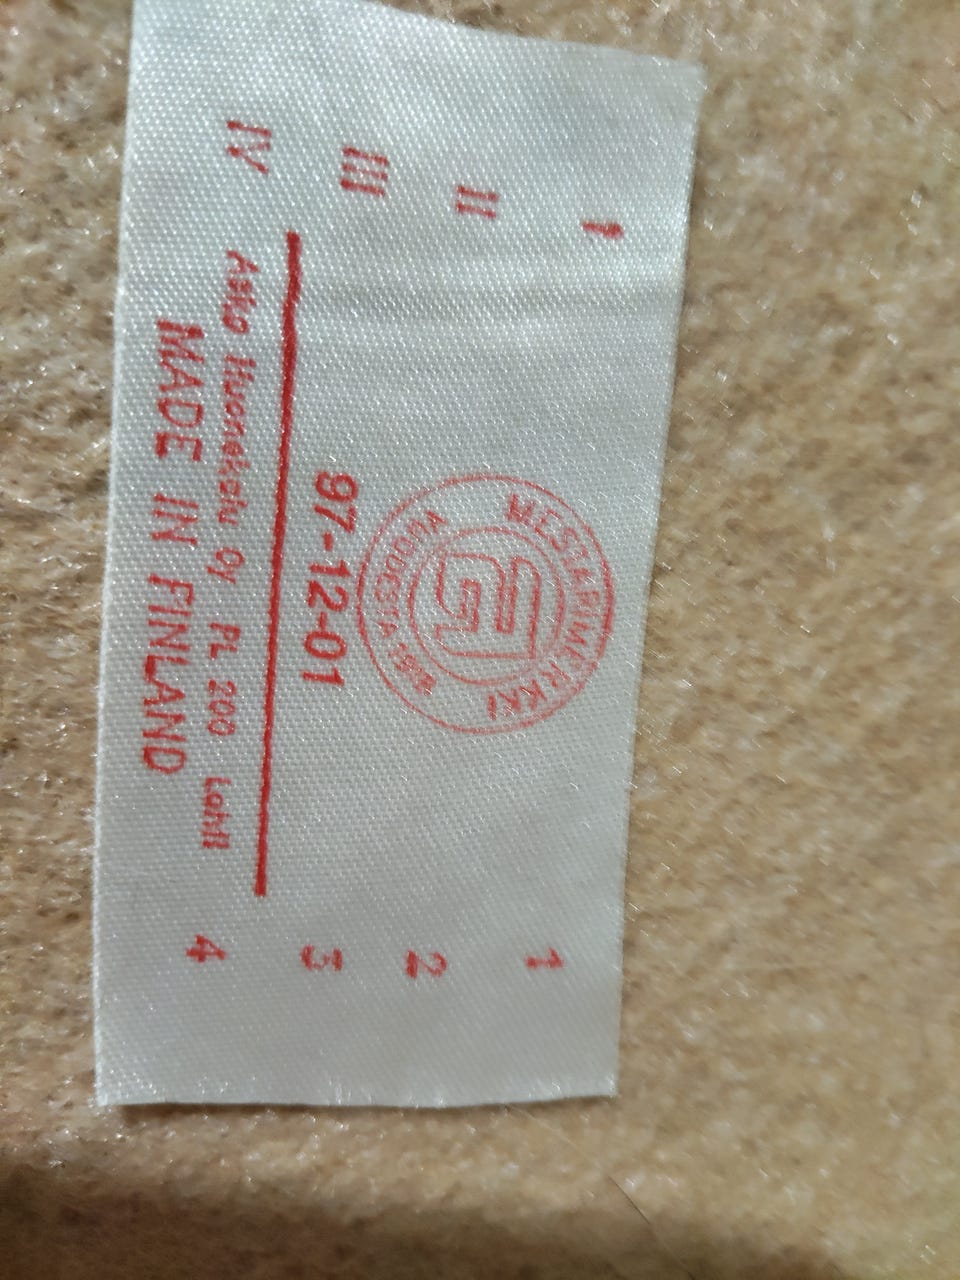 I 1
MESTARIMERKKI
VUODESTA
II 2
III 97-12-01 3
IV Asko Huonekalu Oy PL 200 Lahti 4
MADE IN FINLAND